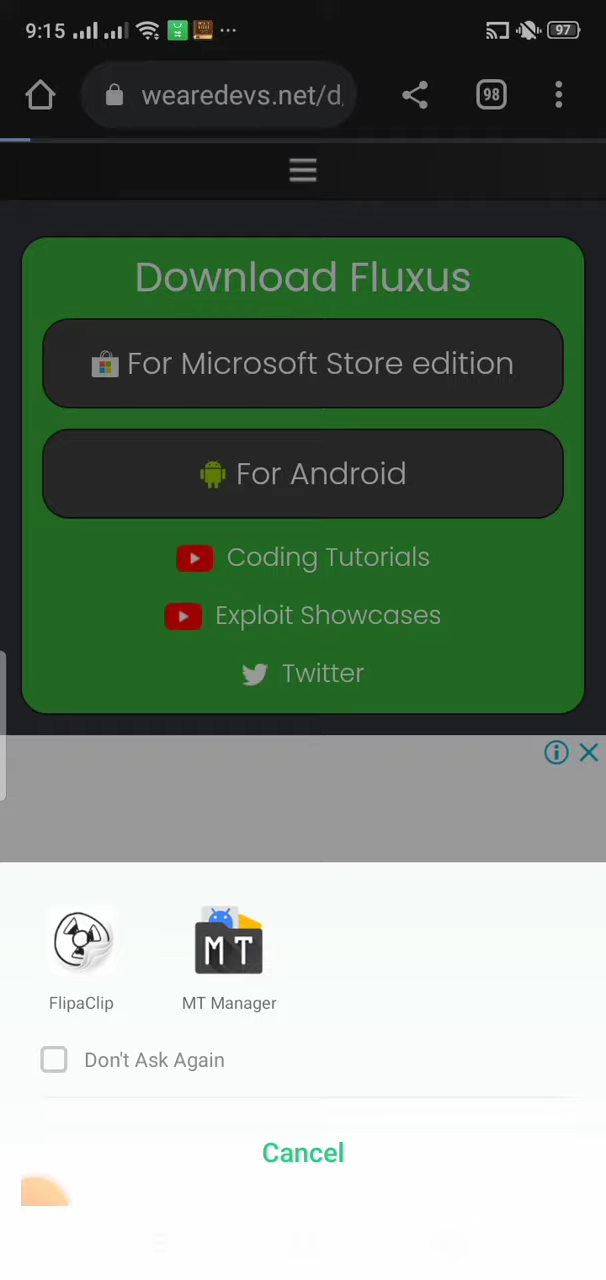 9:15
97
wearedevs.net/d
98
Download Fluxus
For Microsoft Store edition
For Android
Coding Tutorials
Exploit Showcases
Twitter
MT
FlipaClip
MT Manager
Don't Ask Again
Cancel